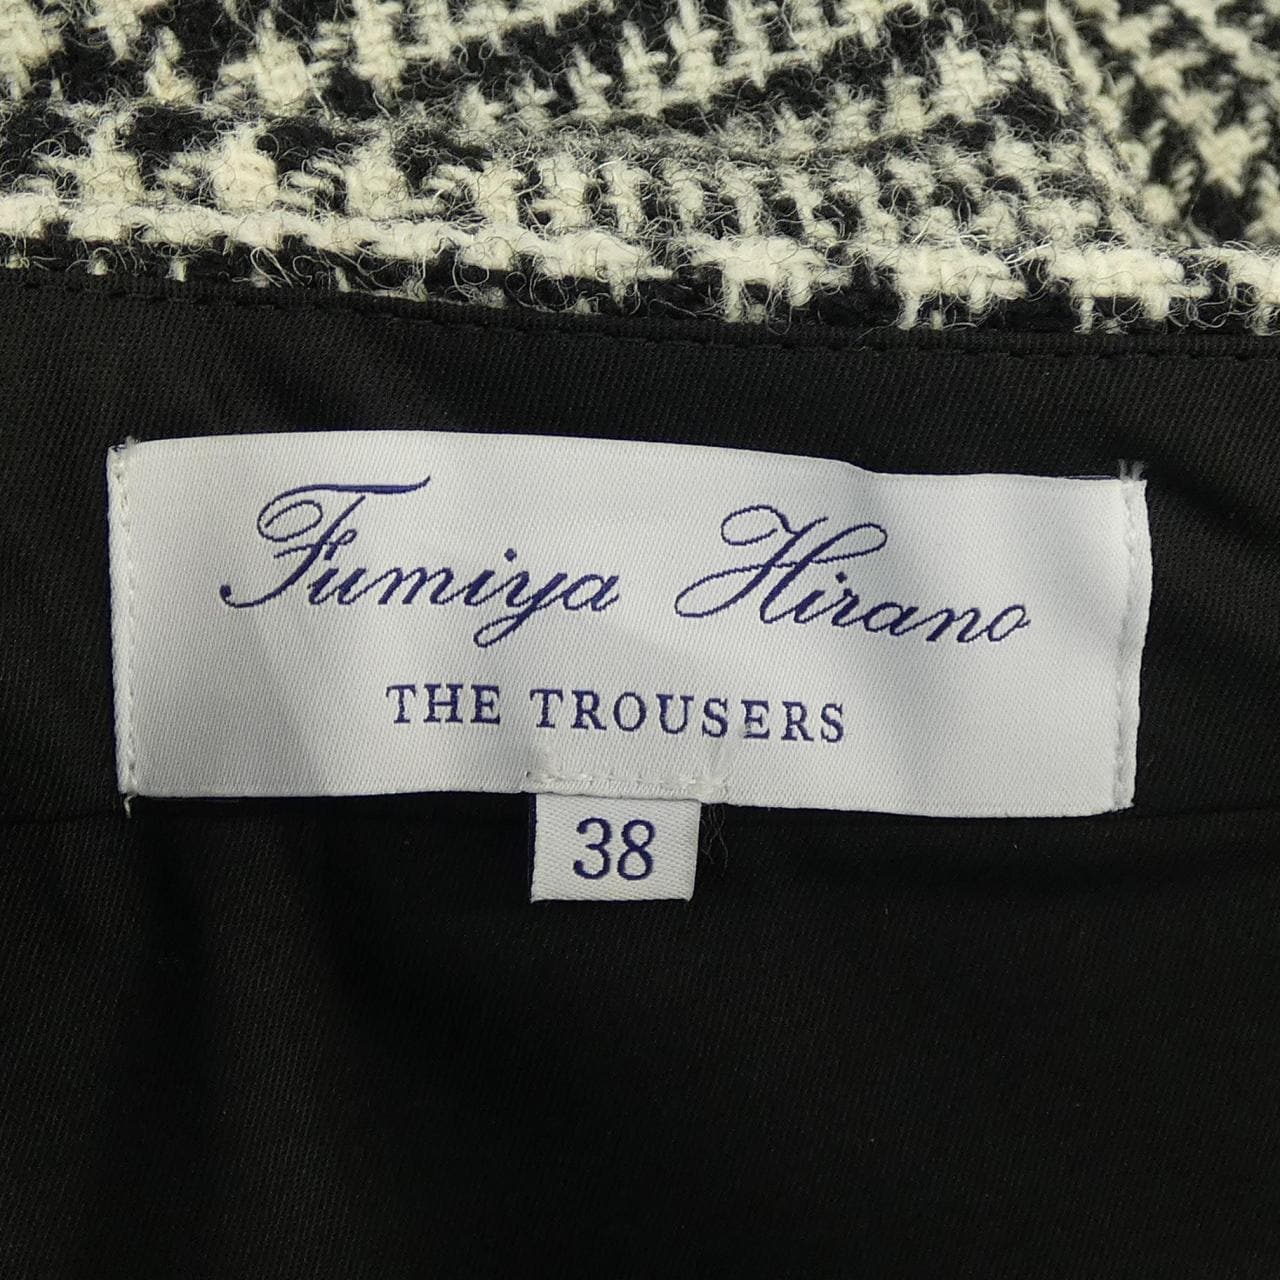 Fumiya Hirano
THE TROUSERS
38